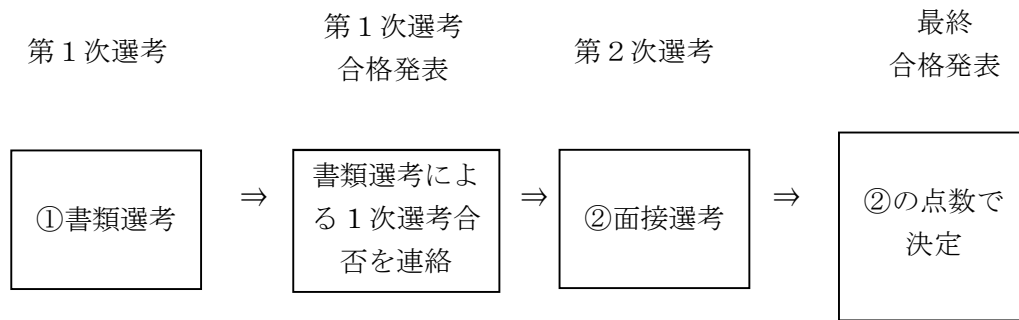 第１次選考
第１次選考
合格発表
第２次選考
最終
合格発表
①書類選考
⇒
書類選考によ
る１次選考合
否を連絡
⇒
②面接選考
⇒
②の点数で
決定